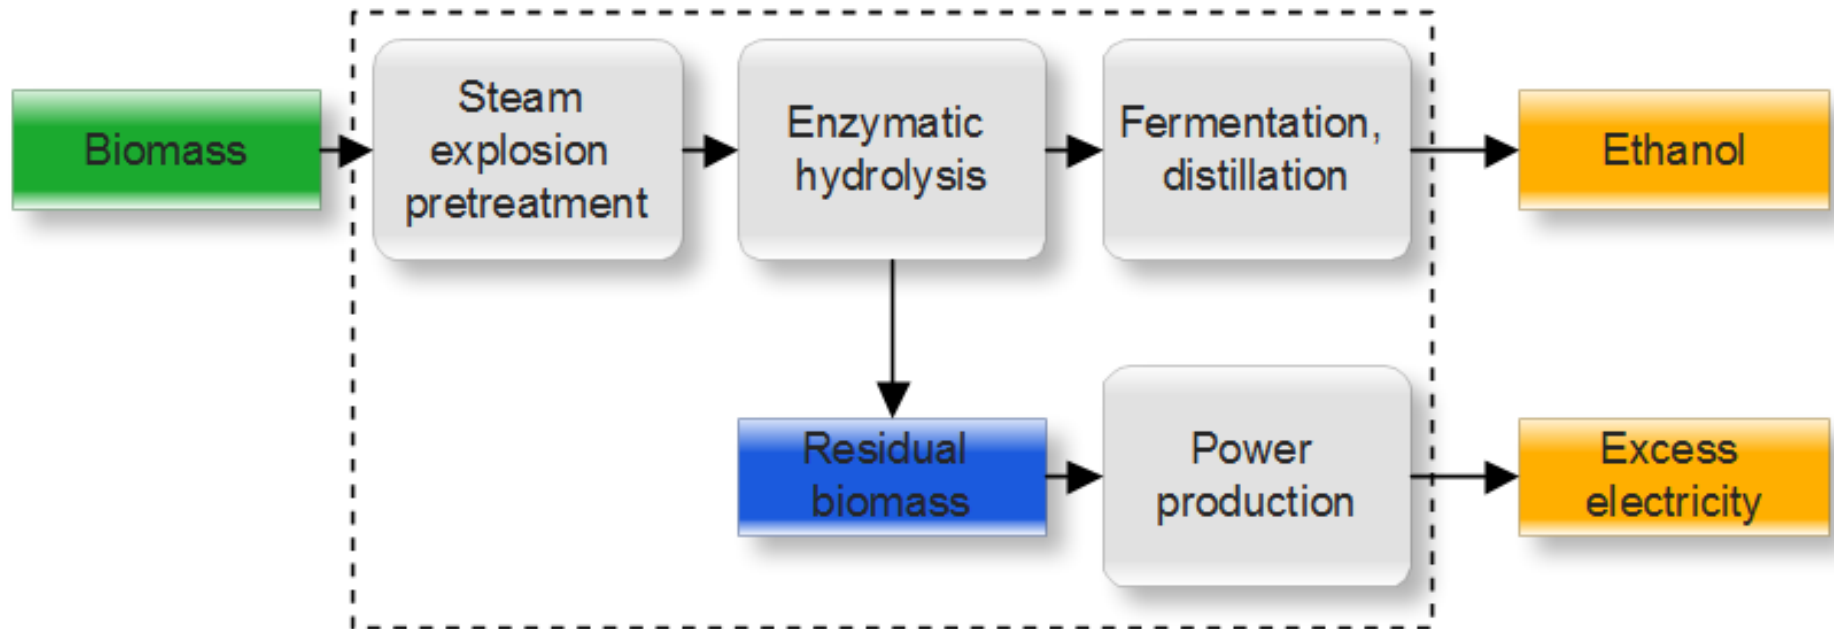 Biomass
Steam
explosion
pretreatment
Enzymatic
hydrolysis
Fermentation,
distillation
Ethanol
Residual
biomass
Power
production
Excess
electricity